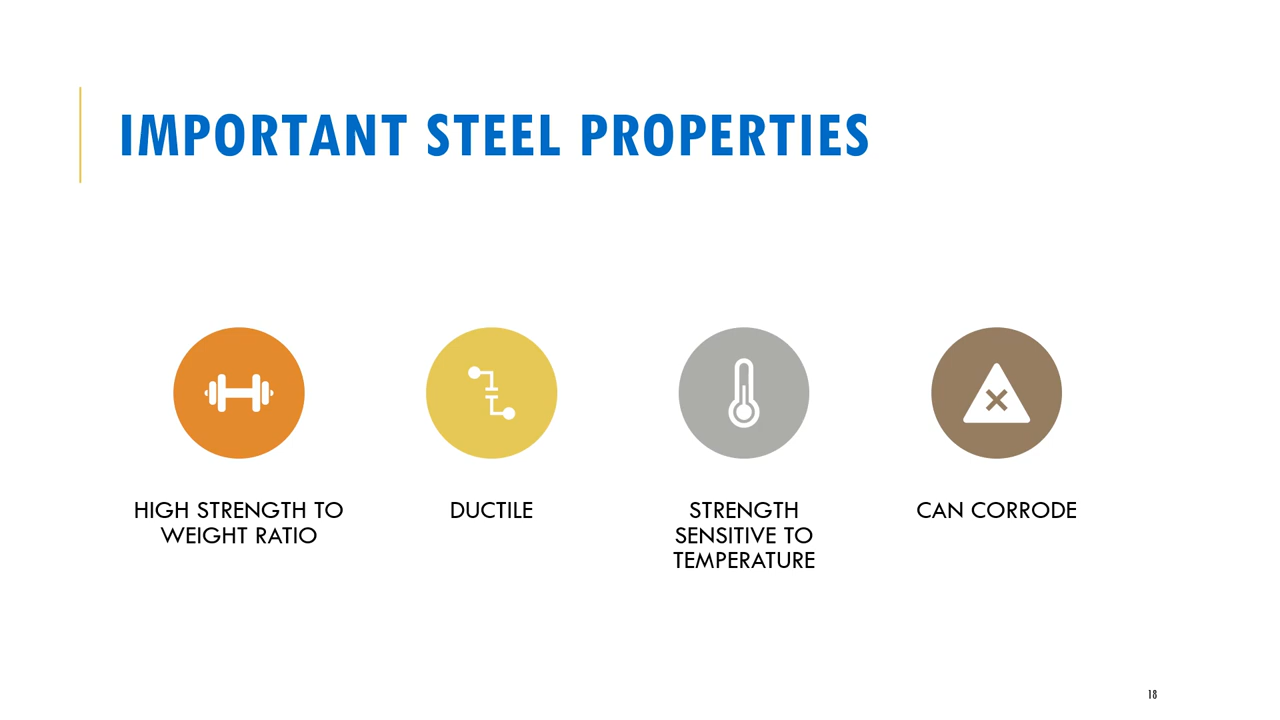 IMPORTANT STEEL PROPERTIES
HIGH STRENGTH TO
WEIGHT RATIO
DUCTILE
STRENGTH
SENSITIVE TO
TEMPERATURE
CAN CORRODE
18